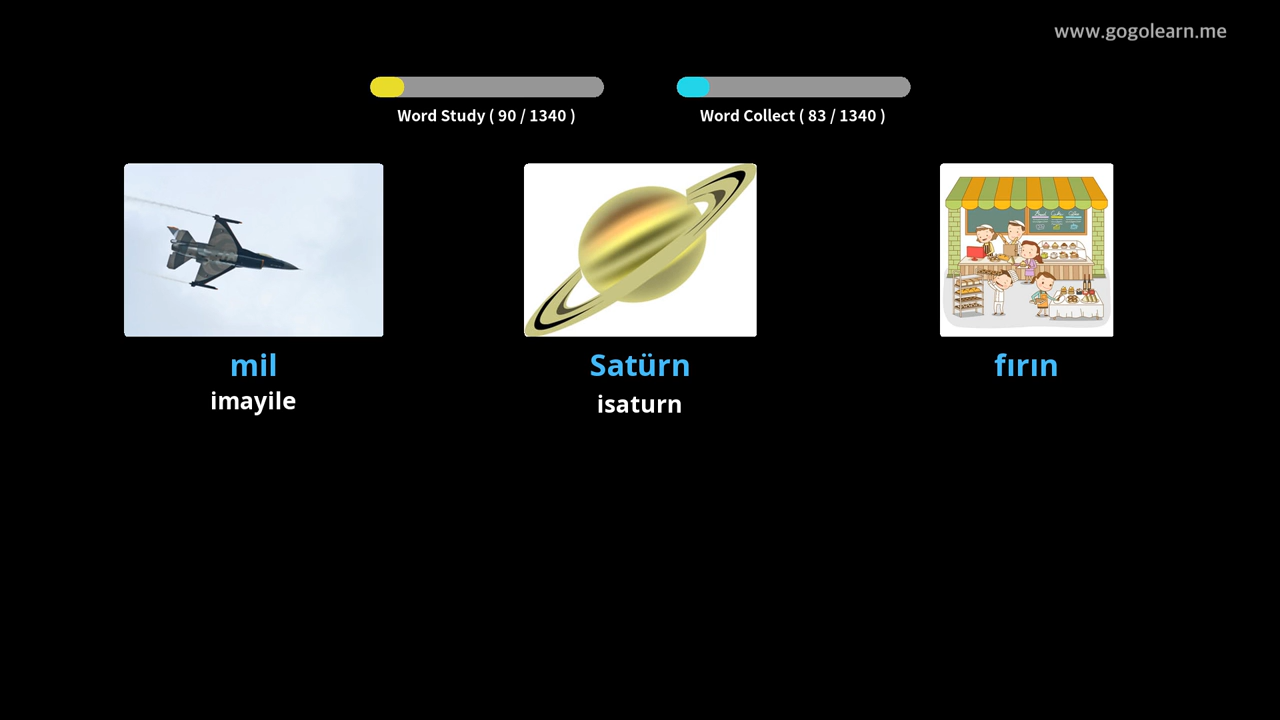 www.gogolearn.me
Word Study ( 90 / 1340 )
Word Collect ( 83 / 1340 )
mil
imayile
Satürn
isaturn
fırın